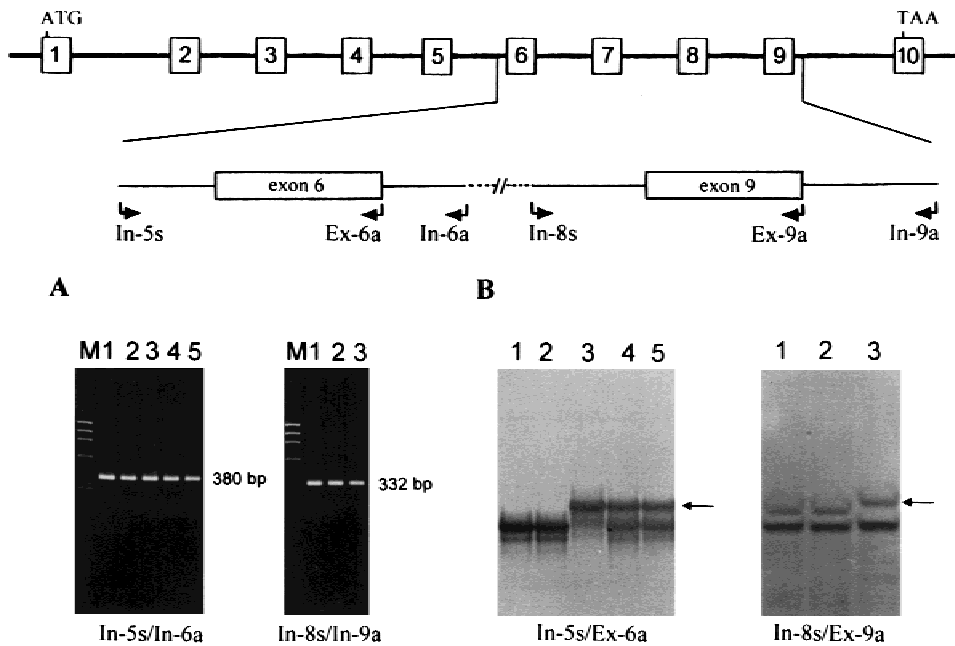 ATG TAA
1 2 3 4 5 6 7 8 9 10
exon 6 // exon 9
In-5s Ex-6a In-6a In-8s Ex-9a In-9a
A B
M1 2 3 4 5 M1 2 3 1 2 3 4 5 1 2 3
380 bp 332 bp
In-5s/In-6a In-8s/In-9a In-5s/Ex-6a In-8s/Ex-9a